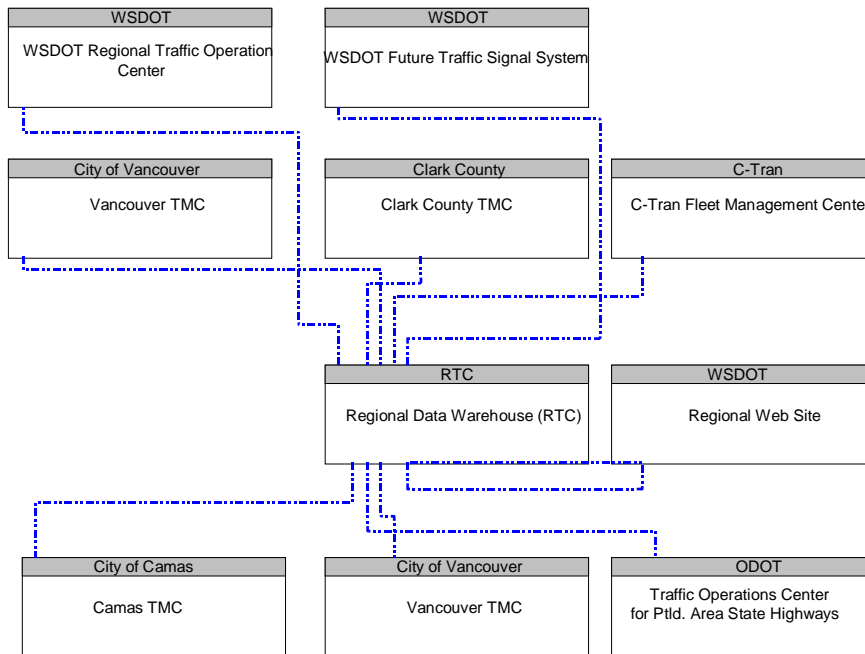 WSDOT
WSDOT Regional Traffic Operation
Center
WSDOT
WSDOT Future Traffic Signal System
City of Vancouver
Vancouver TMC
Clark County
Clark County TMC
C-Tran
C-Tran Fleet Management Cente
RTC
Regional Data Warehouse (RTC)
WSDOT
Regional Web Site
City of Camas
Camas TMC
City of Vancouver
Vancouver TMC
ODOT
Traffic Operations Center
for Ptld. Area State Highways